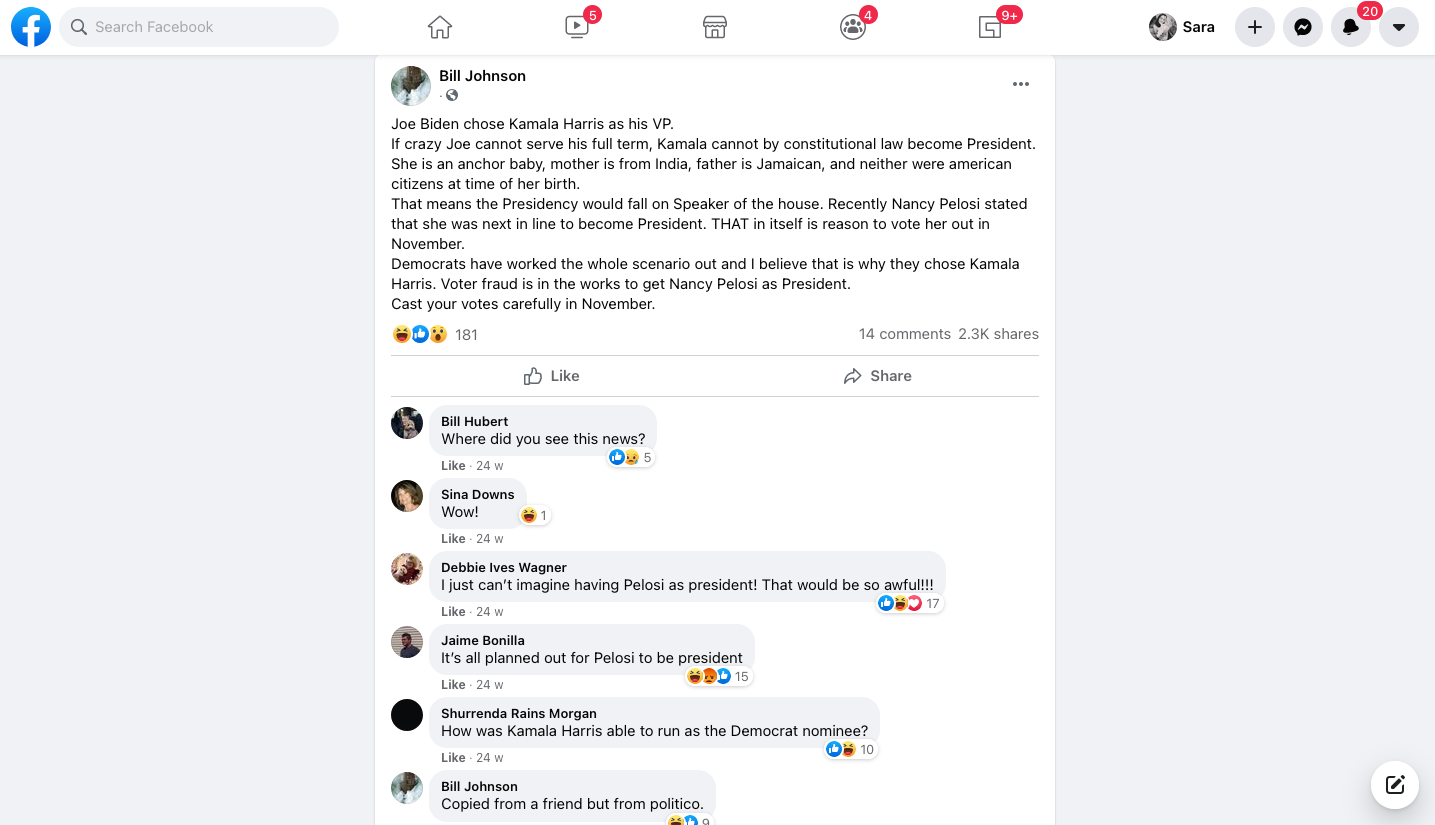 Search Facebook
5
4
9+
Sara
20
Bill Johnson
Joe Biden chose Kamala Harris as his VP.
If crazy Joe cannot serve his full term, Kamala cannot by constitutional law become President.
She is an anchor baby, mother is from India, father is Jamaican, and neither were american
citizens at time of her birth.
That means the Presidency would fall on Speaker of the house. Recently Nancy Pelosi stated
that she was next in line to become President. THAT in itself is reason to vote her out in
November.
Democrats have worked the whole scenario out and I believe that is why they chose Kamala
Harris. Voter fraud is in the works to get Nancy Pelosi as President.
Cast your votes carefully in November.
181
14 comments 2.3K shares
Like
Share
Bill Hubert
Where did you see this news?
5
Like · 24 w
Sina Downs
Wow!
1
Like · 24 w
Debbie Ives Wagner
I just can't imagine having Pelosi as president! That would be so awful!!!
17
Like · 24 w
Jaime Bonilla
It's all planned out for Pelosi to be president
15
Like · 24 w
Shurrenda Rains Morgan
How was Kamala Harris able to run as the Democrat nominee?
10
Like · 24 w
Bill Johnson
Copied from a friend but from politico.
9